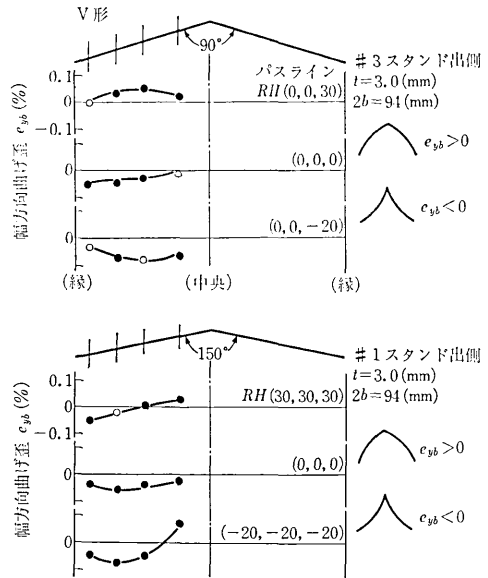 V形
90°
#3スタンド出側
t=3.0(mm)
2b=94(mm)
パスライン
RH(0,0,30)
0.1
0
-0.1
幅方向曲げ歪 e_yb (%)
e_yb>0
(0,0,0)
0
e_yb<0
(0,0,-20)
0
(縁)
(中央)
(縁)
150°
#1スタンド出側
t=3.0(mm)
2b=94(mm)
RH(30,30,30)
0.1
0
-0.1
幅方向曲げ歪 e_yb (%)
e_yb>0
(0,0,0)
0
e_yb<0
(-20,-20,-20)
0